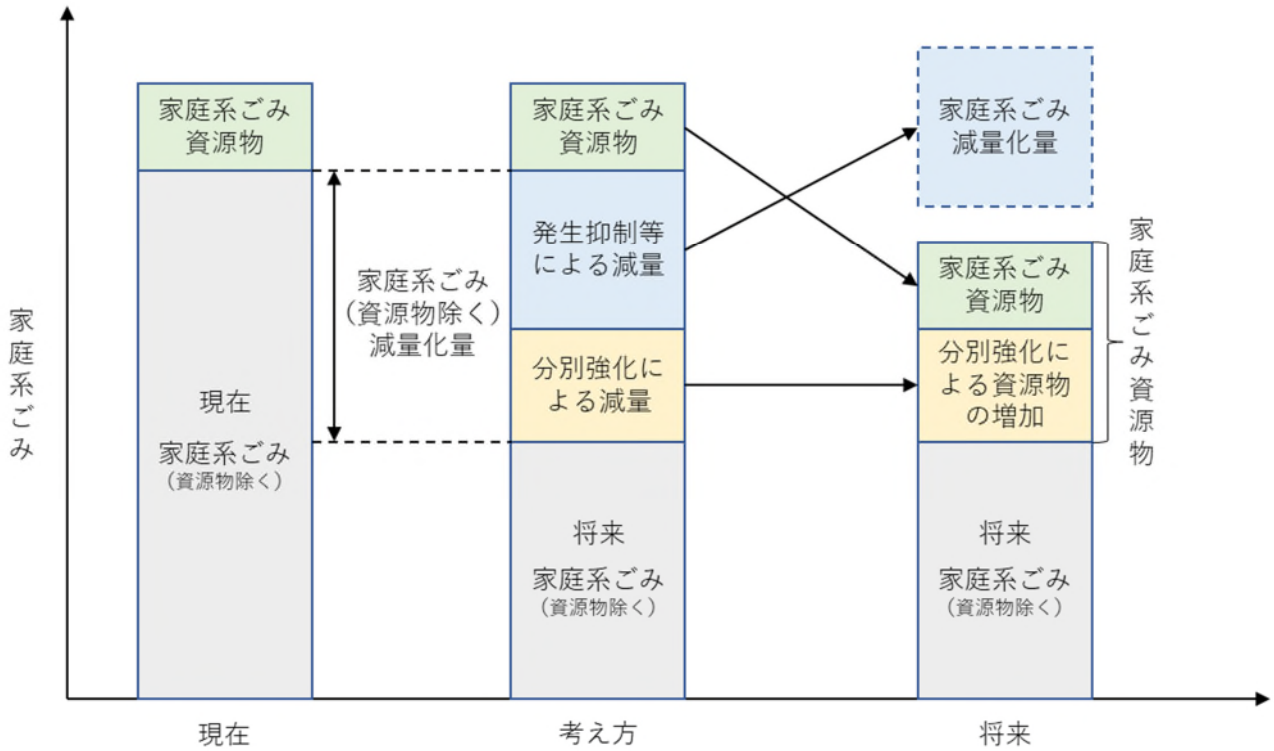 家庭系ごみ
家庭系ごみ
資源物
現在
家庭系ごみ
(資源物除く)
家庭系ごみ
(資源物除く)
減量化量
家庭系ごみ
資源物
発生抑制等
による減量
分別強化に
よる減量
将来
家庭系ごみ
(資源物除く)
家庭系ごみ
減量化量
家庭系ごみ
資源物
分別強化に
よる資源物
の増加
将来
家庭系ごみ
(資源物除く)
家庭系ごみ資源物
現在
考え方
将来